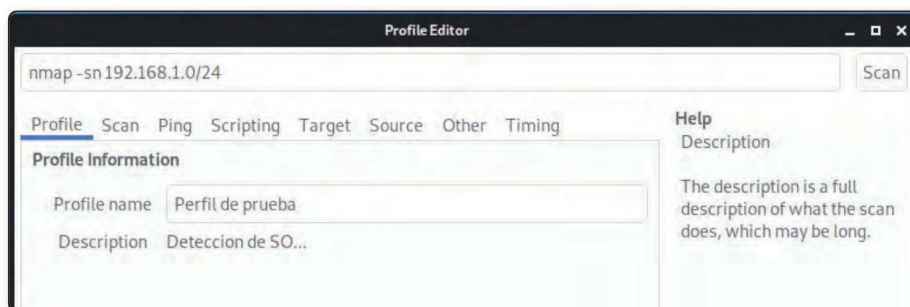 Profile Editor
nmap -sn 192.168.1.0/24
Scan
Profile Scan Ping Scripting Target Source Other Timing
Profile Information
Profile name Perfil de prueba
Description Deteccion de SO...
Help
Description
The description is a full
description of what the scan
does, which may be long.